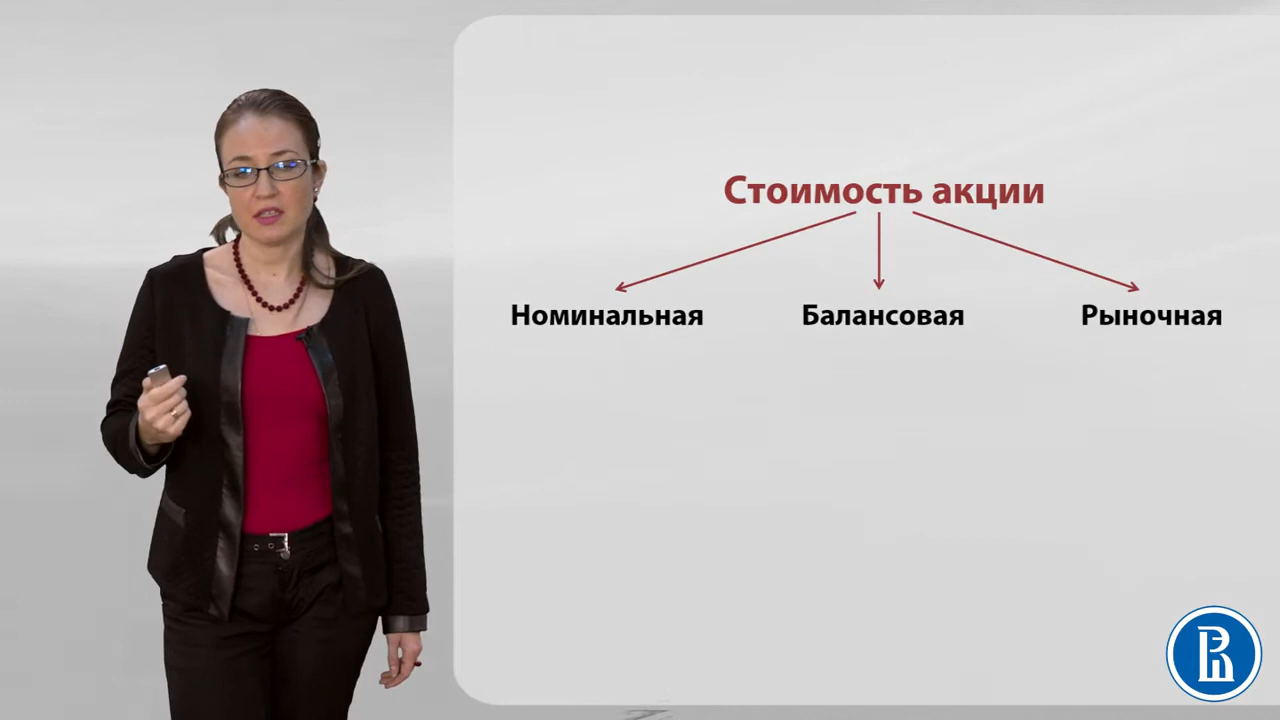 Стоимость акции
Номинальная
Балансовая
Рыночная